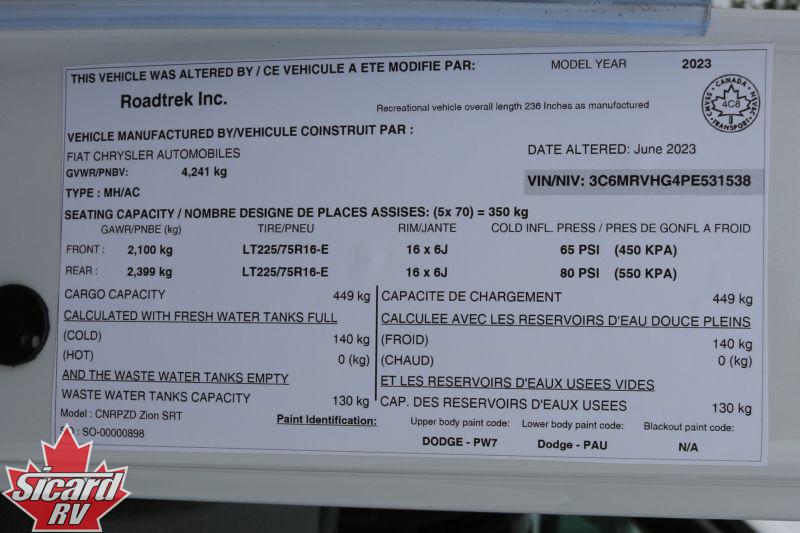 THIS VEHICLE WAS ALTERED BY / CE VEHICULE A ETE MODIFIE PAR: MODEL YEAR 2023
Roadtrek Inc.
Recreational vehicle overall length 236 Inches as manufactured
CANADA
4C8
TRANSPORT
VEHICLE MANUFACTURED BY/VEHICULE COINSTRUIT PAR :
FIAT CHRYSLER AUTOMOBILES
DATE ALTERED: June 2023
GVWR/PNBV: 4,241 kg
VIN/NIV: 3C6MRVHG4PE531538
TYPE : MH/AC
SEATING CAPACITY / NOMBRE DESIGNE DE PLACES ASSISES: (5x 70) = 350 kg
GAWR/PNBE (kg) TIRE/PNEU RIM/JANTE COLD INFL. PRESS / PRES DE GONFL A FROID
FRONT : 2,100 kg LT225/75R16-E 16 x 6J 65 PSI (450 KPA)
REAR : 2,399 kg LT225/75R16-E 16 x 6J 80 PSI (550 KPA)
CARGO CAPACITY 449 kg
CALCULATED WITH FRESH WATER TANKS FULL
(COLD) 140 kg
(HOT) 0 (kg)
AND THE WASTE WATER TANKS EMPTY
WASTE WATER TANKS CAPACITY 130 kg
CAPACITE DE CHARGEMENT 449 kg
CALCULEE AVEC LES RESERVOIRS D'EAU DOUCE PLEINS
(FROID) 140 kg
(CHAUD) 0 (kg)
ET LES RESERVOIRS D'EAUX USEES VIDES
CAP. DES RESERVOIRS D'EAUX USEES 130 kg
Model : CNRPZD Zion SRT
SO-00000898
Paint Identification: Upper body paint code: Lower body paint code: Blackout paint code:
DODGE - PW7 Dodge - PAU N/A
Sicard
RV